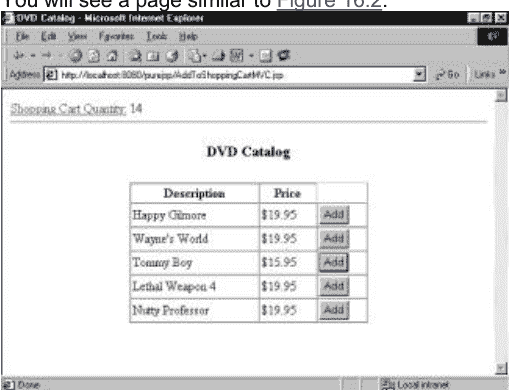 You will see a page similar to Figure 16.2.
DVD Catalog - Microsoft Internet Explorer
File Edit View Favorites Tools Help
Address http://localhost:8080/purejsp/AddToShoppingCartMVC.jsp Go Links »
Shopping Cart Quantity: 14
DVD Catalog
Description Price
Happy Gilmore $19.95 Add
Wayne's World $19.95 Add
Tommy Boy $15.95 Add
Lethal Weapon 4 $19.95 Add
Nutty Professor $19.95 Add
Done Local intranet